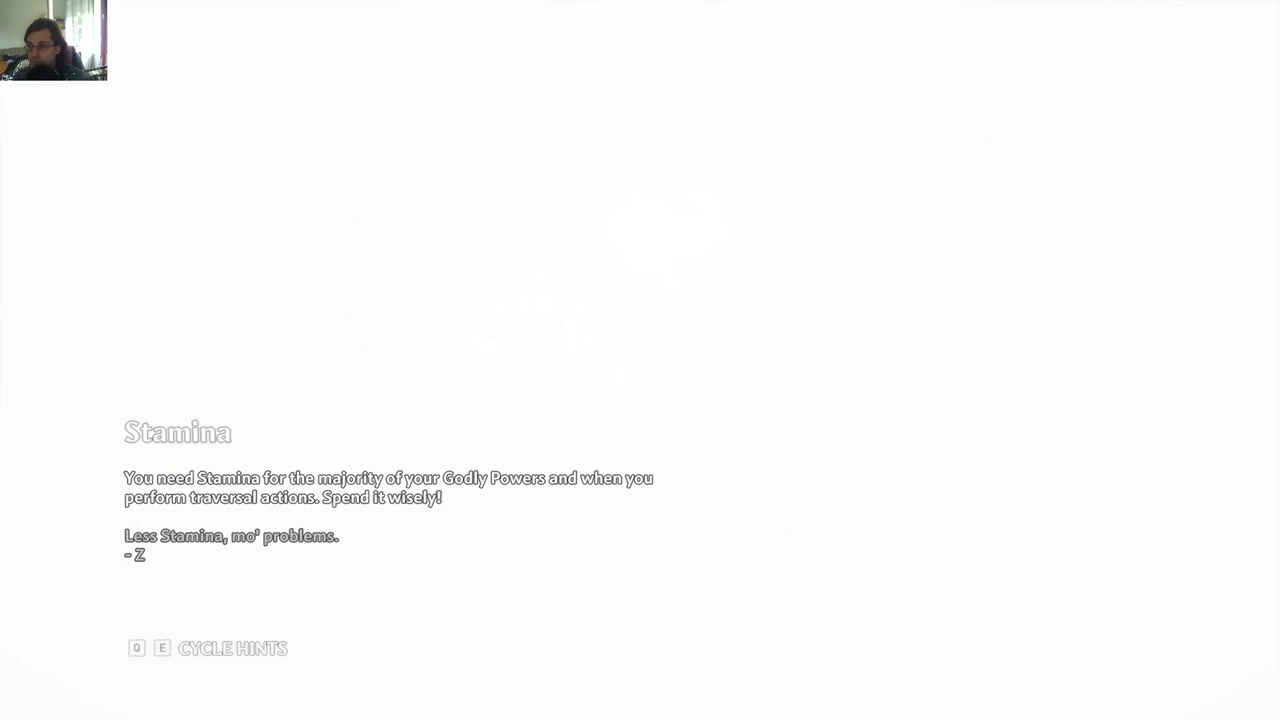 Stamina
You need Stamina for the majority of your Godly Powers and when you
perform traversal actions. Spend it wisely!
Less Stamina, mo' problems.
- Z
Q E CYCLE HINTS